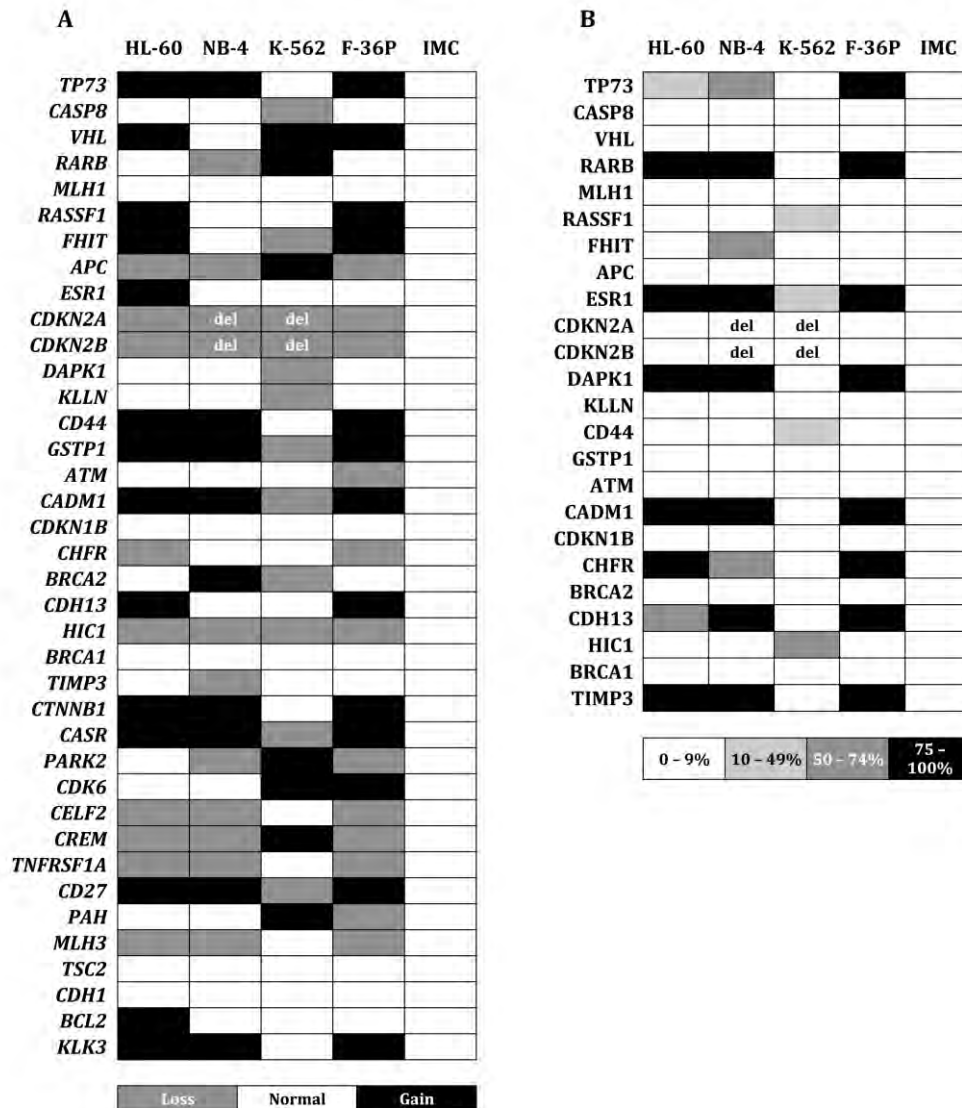 A
HL-60 NB-4 K-562 F-36P IMC
TP73
CASP8
VHL
RARB
MLH1
RASSF1
FHIT
APC
ESR1
CDKN2A del del
CDKN2B del del
DAPK1
KLLN
CD44
GSTP1
ATM
CADM1
CDKN1B
CHFR
BRCA2
CDH13
HIC1
BRCA1
TIMP3
CTNNB1
CASR
PARK2
CDK6
CELF2
CREM
TNFRSF1A
CD27
PAH
MLH3
TSC2
CDH1
BCL2
KLK3
Loss Normal Gain
B
HL-60 NB-4 K-562 F-36P IMC
TP73
CASP8
VHL
RARB
MLH1
RASSF1
FHIT
APC
ESR1
CDKN2A del del
CDKN2B del del
DAPK1
KLLN
CD44
GSTP1
ATM
CADM1
CDKN1B
CHFR
BRCA2
CDH13
HIC1
BRCA1
TIMP3
0 – 9% 10 – 49% 50 – 74% 75 –
100%